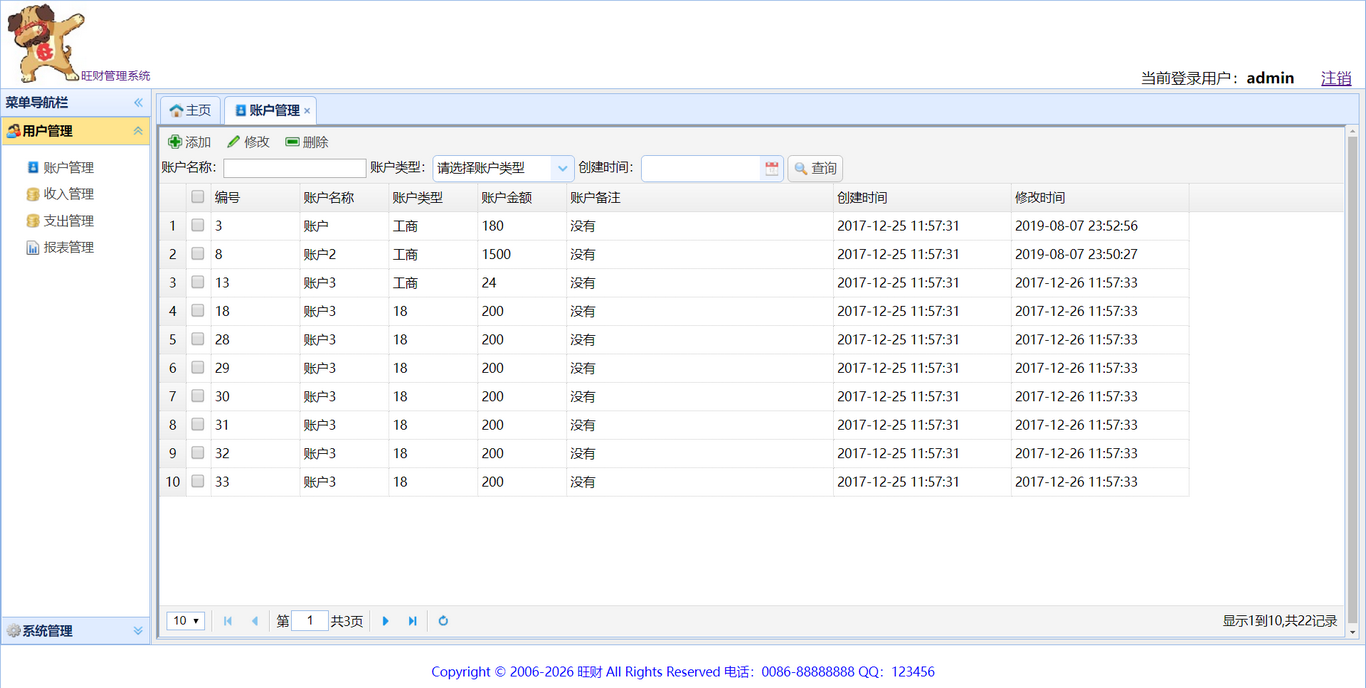 旺财管理系统
当前登录用户：admin 注销
菜单导航栏
用户管理
账户管理
收入管理
支出管理
报表管理
系统管理
主页 账户管理
添加 修改 删除
账户名称： 账户类型： 请选择账户类型 创建时间： 查询
编号 账户名称 账户类型 账户金额 账户备注 创建时间 修改时间
1 3 账户 工商 180 没有 2017-12-25 11:57:31 2019-08-07 23:52:56
2 8 账户2 工商 1500 没有 2017-12-25 11:57:31 2019-08-07 23:50:27
3 13 账户3 工商 24 没有 2017-12-25 11:57:31 2017-12-26 11:57:33
4 18 账户3 18 200 没有 2017-12-25 11:57:31 2017-12-26 11:57:33
5 28 账户3 18 200 没有 2017-12-25 11:57:31 2017-12-26 11:57:33
6 29 账户3 18 200 没有 2017-12-25 11:57:31 2017-12-26 11:57:33
7 30 账户3 18 200 没有 2017-12-25 11:57:31 2017-12-26 11:57:33
8 31 账户3 18 200 没有 2017-12-25 11:57:31 2017-12-26 11:57:33
9 32 账户3 18 200 没有 2017-12-25 11:57:31 2017-12-26 11:57:33
10 33 账户3 18 200 没有 2017-12-25 11:57:31 2017-12-26 11:57:33
10 第 1 共3页 显示1到10,共22记录
Copyright © 2006-2026 旺财 All Rights Reserved 电话：0086-88888888 QQ：123456